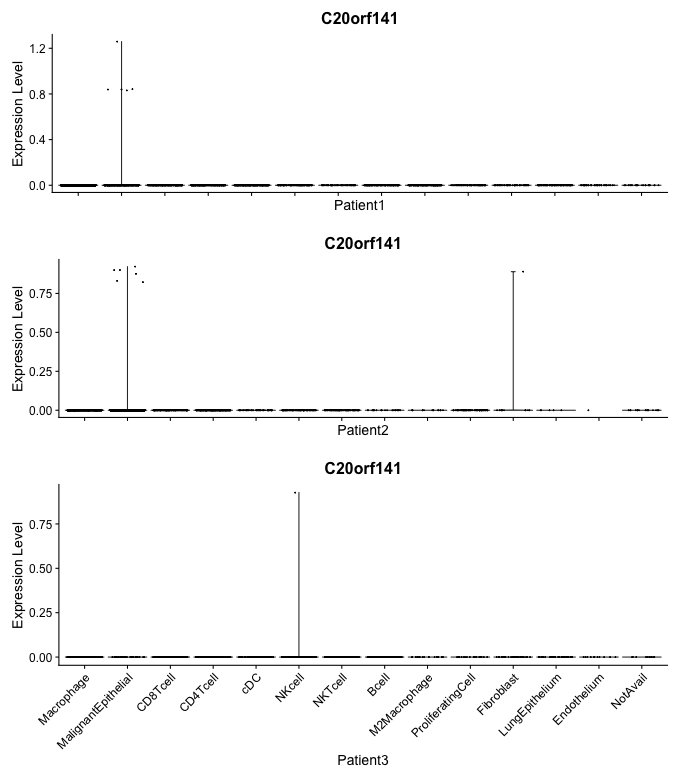 C20orf141
Expression Level
1.2
0.8
0.4
0.0
Patient1
C20orf141
Expression Level
0.75
0.50
0.25
0.00
Patient2
C20orf141
Expression Level
0.75
0.50
0.25
0.00
Macrophage
MalignantEpithelial
CD8Tcell
CD4Tcell
cDC
NKcell
NKTcell
Bcell
M2Macrophage
ProliferatingCell
Fibroblast
LungEpithelium
Endothelium
NotAvail
Patient3